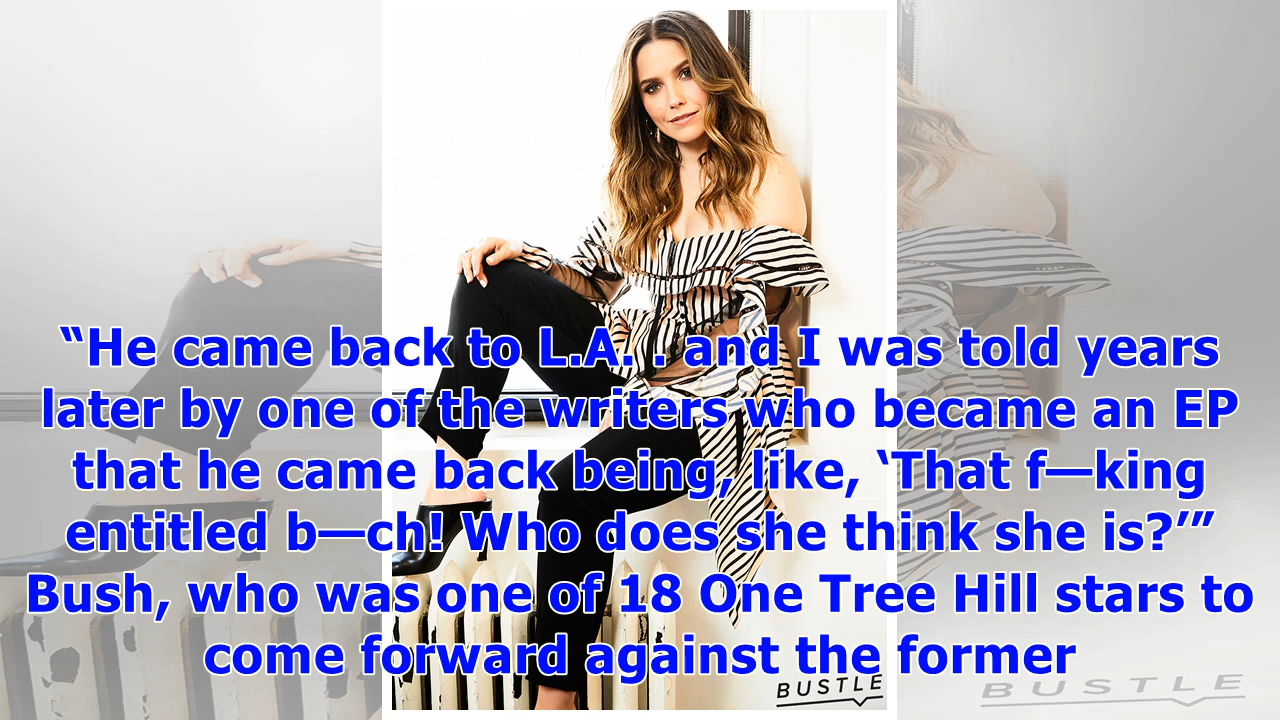 “He came back to L.A. . and I was told years
later by one of the writers who became an EP
that he came back being, like, ‘That f—king
entitled b—ch! Who does she think she is?’”
Bush, who was one of 18 One Tree Hill stars to
come forward against the former
BUSTLE
BUSTLE